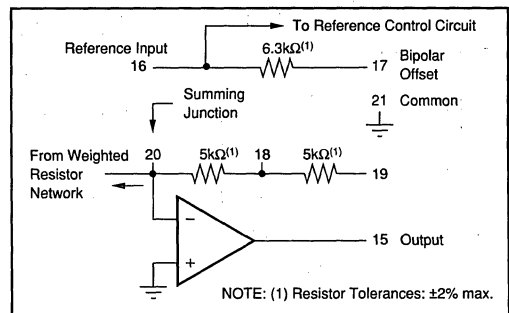 To Reference Control Circuit
Reference Input
16
6.3kΩ(1)
17 Bipolar Offset
Summing Junction
21 Common
From Weighted Resistor Network
20
5kΩ(1)
18
5kΩ(1)
19
−
+
15 Output
NOTE: (1) Resistor Tolerances: ±2% max.